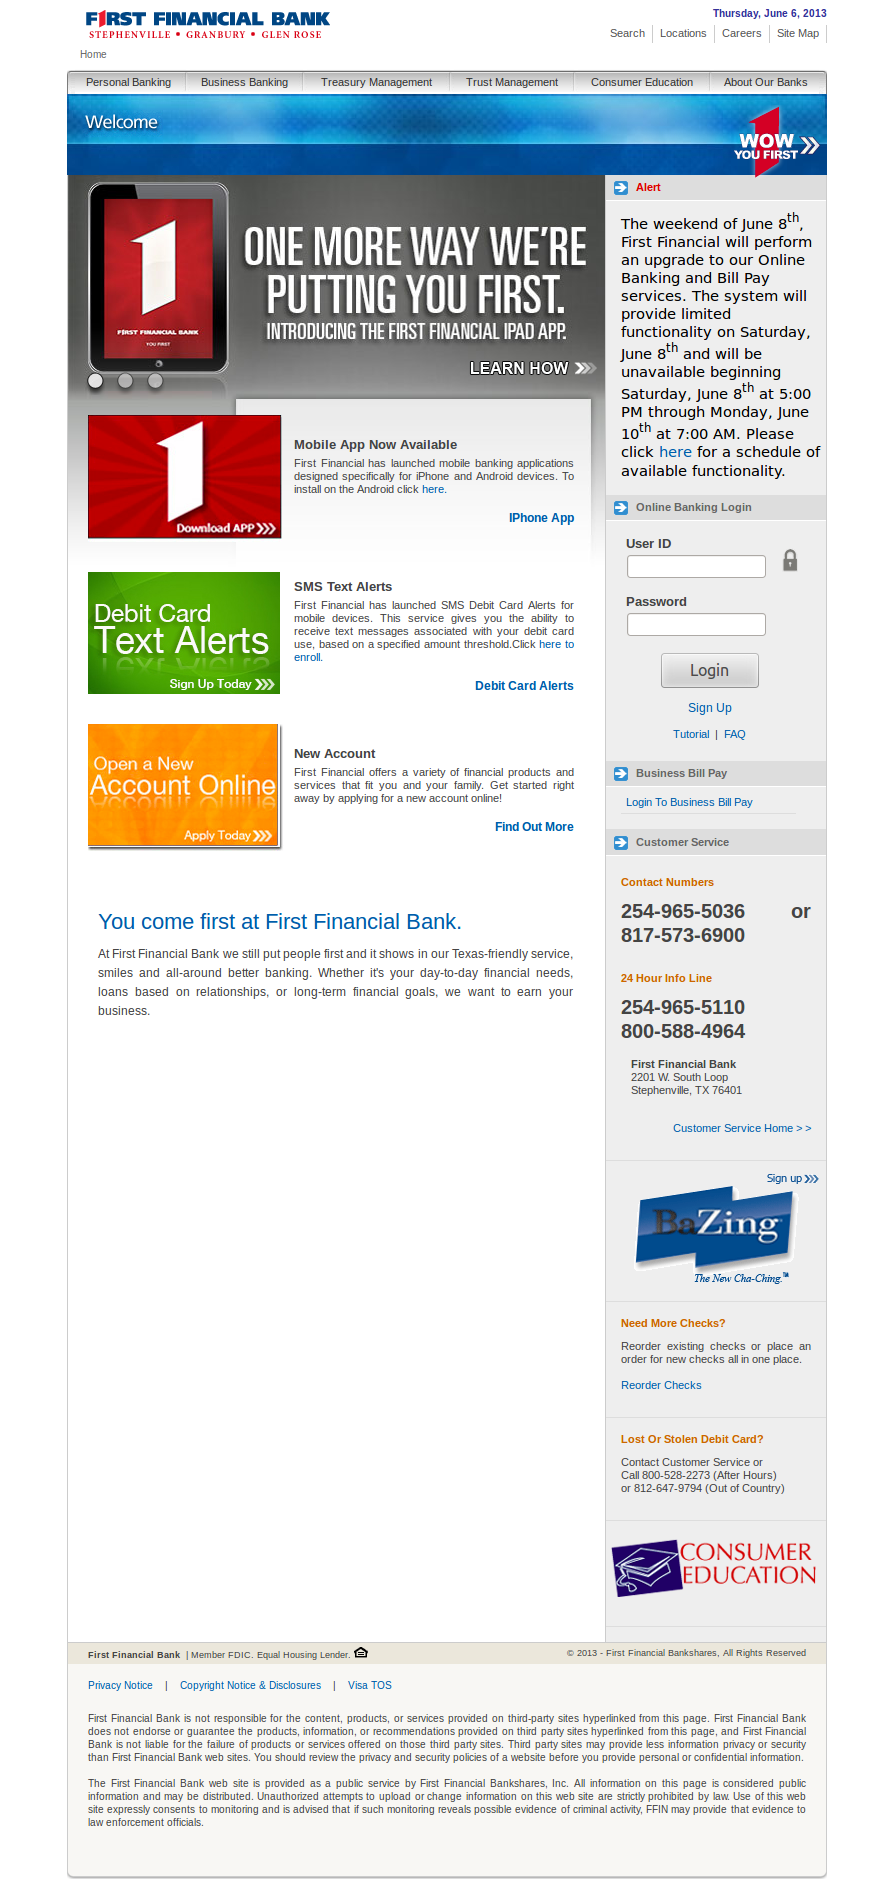 FIRST FINANCIAL BANK
STEPHENVILLE • GRANBURY • GLEN ROSE
Thursday, June 6, 2013
Search | Locations | Careers | Site Map
Home
Personal Banking
Business Banking
Treasury Management
Trust Management
Consumer Education
About Our Banks
Welcome
WOW
YOU FIRST
1
FIRST FINANCIAL BANK
YOU FIRST
ONE MORE WAY WE'RE
PUTTING YOU FIRST.
INTRODUCING THE FIRST FINANCIAL IPAD APP.
LEARN HOW
1
Download APP
Mobile App Now Available
First Financial has launched mobile banking applications
designed specifically for iPhone and Android devices. To
install on the Android click here.
IPhone App
Debit Card
Text Alerts
Sign Up Today
SMS Text Alerts
First Financial has launched SMS Debit Card Alerts for
mobile devices. This service gives you the ability to
receive text messages associated with your debit card
use, based on a specified amount threshold.Click here to
enroll.
Debit Card Alerts
Open a New
Account Online
Apply Today
New Account
First Financial offers a variety of financial products and
services that fit you and your family. Get started right
away by applying for a new account online!
Find Out More
You come first at First Financial Bank.
At First Financial Bank we still put people first and it shows in our Texas-friendly service,
smiles and all-around better banking. Whether it's your day-to-day financial needs,
loans based on relationships, or long-term financial goals, we want to earn your
business.
Alert
The weekend of June 8th,
First Financial will perform
an upgrade to our Online
Banking and Bill Pay
services. The system will
provide limited
functionality on Saturday,
June 8th and will be
unavailable beginning
Saturday, June 8th at 5:00
PM through Monday, June
10th at 7:00 AM. Please
click here for a schedule of
available functionality.
Online Banking Login
User ID
Password
Login
Sign Up
Tutorial | FAQ
Business Bill Pay
Login To Business Bill Pay
Customer Service
Contact Numbers
254-965-5036 or
817-573-6900
24 Hour Info Line
254-965-5110
800-588-4964
First Financial Bank
2201 W. South Loop
Stephenville, TX 76401
Customer Service Home > >
Sign up
BaZing
The New Cha-Ching.™
Need More Checks?
Reorder existing checks or place an
order for new checks all in one place.
Reorder Checks
Lost Or Stolen Debit Card?
Contact Customer Service or
Call 800-528-2273 (After Hours)
or 812-647-9794 (Out of Country)
CONSUMER
EDUCATION
First Financial Bank | Member FDIC. Equal Housing Lender.
© 2013 - First Financial Bankshares, All Rights Reserved
Privacy Notice | Copyright Notice & Disclosures | Visa TOS
First Financial Bank is not responsible for the content, products, or services provided on third-party sites hyperlinked from this page. First Financial Bank
does not endorse or guarantee the products, information, or recommendations provided on third party sites hyperlinked from this page, and First Financial
Bank is not liable for the failure of products or services offered on those third party sites. Third party sites may provide less information privacy or security
than First Financial Bank web sites. You should review the privacy and security policies of a website before you provide personal or confidential information.
The First Financial Bank web site is provided as a public service by First Financial Bankshares, Inc. All information on this page is considered public
information and may be distributed. Unauthorized attempts to upload or change information on this web site are strictly prohibited by law. Use of this web
site expressly consents to monitoring and is advised that if such monitoring reveals possible evidence of criminal activity, FFIN may provide that evidence to
law enforcement officials.